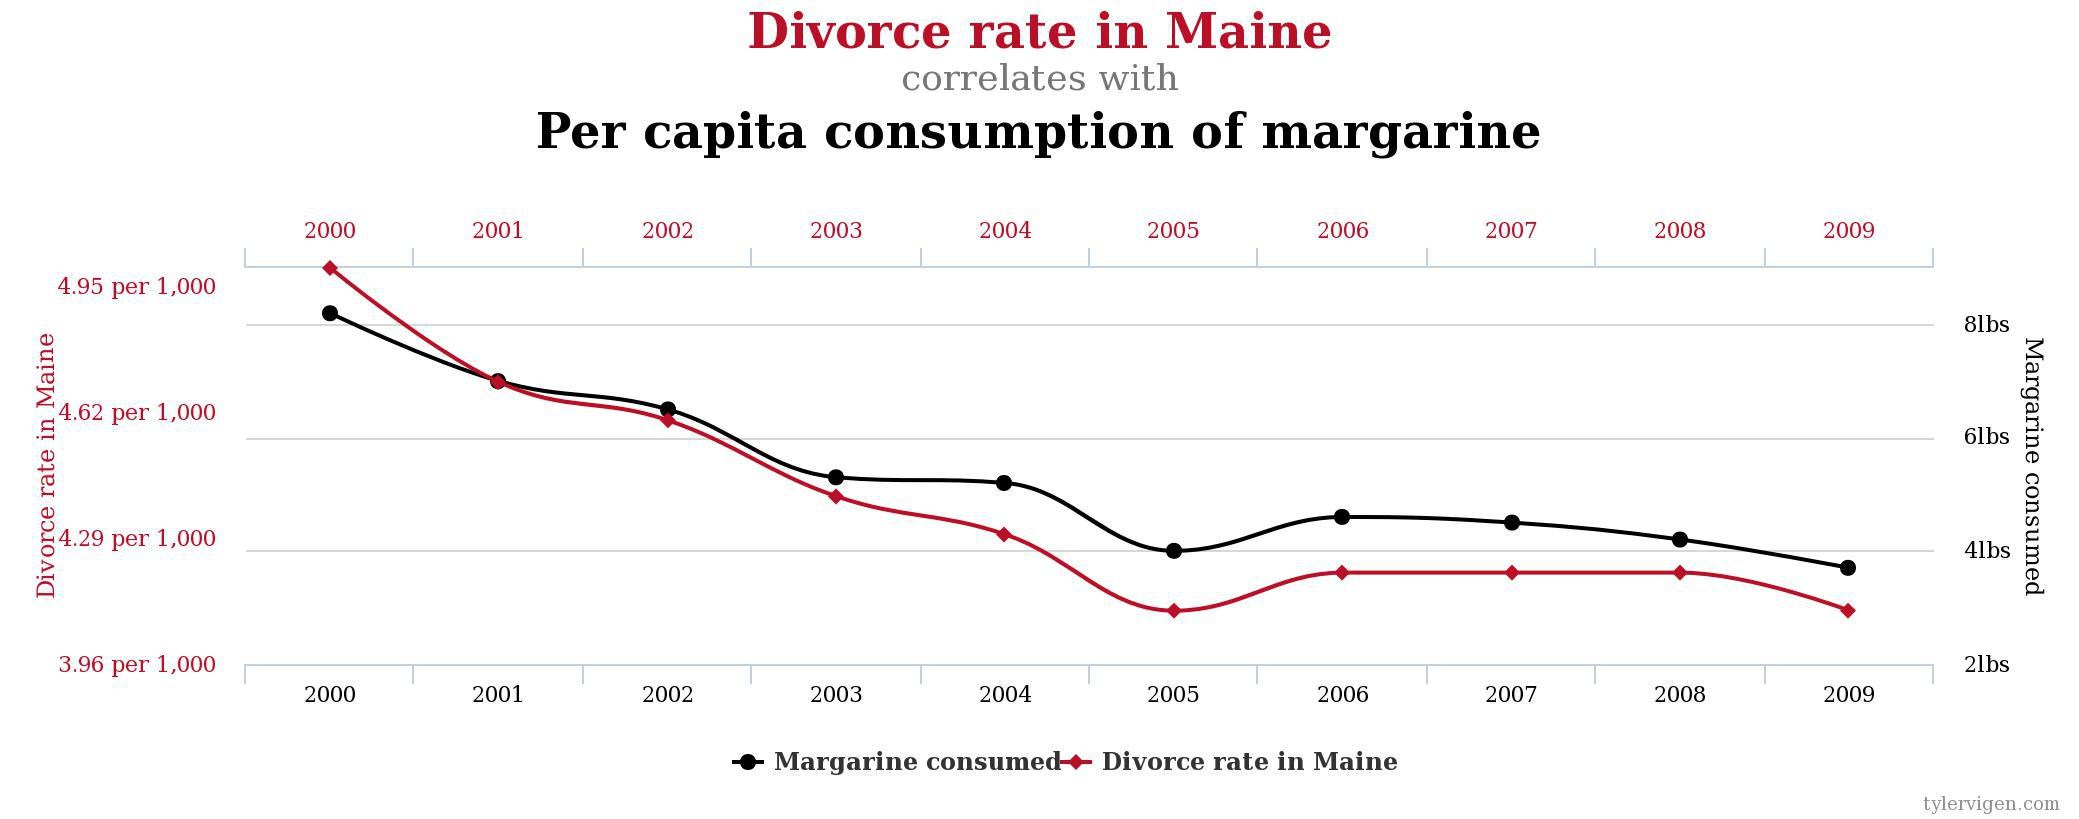 Divorce rate in Maine
correlates with
Per capita consumption of margarine
2000 2001 2002 2003 2004 2005 2006 2007 2008 2009
4.95 per 1,000
4.62 per 1,000
4.29 per 1,000
3.96 per 1,000
Divorce rate in Maine
8lbs
6lbs
4lbs
2lbs
Margarine consumed
2000 2001 2002 2003 2004 2005 2006 2007 2008 2009
Margarine consumed Divorce rate in Maine
tylervigen.com